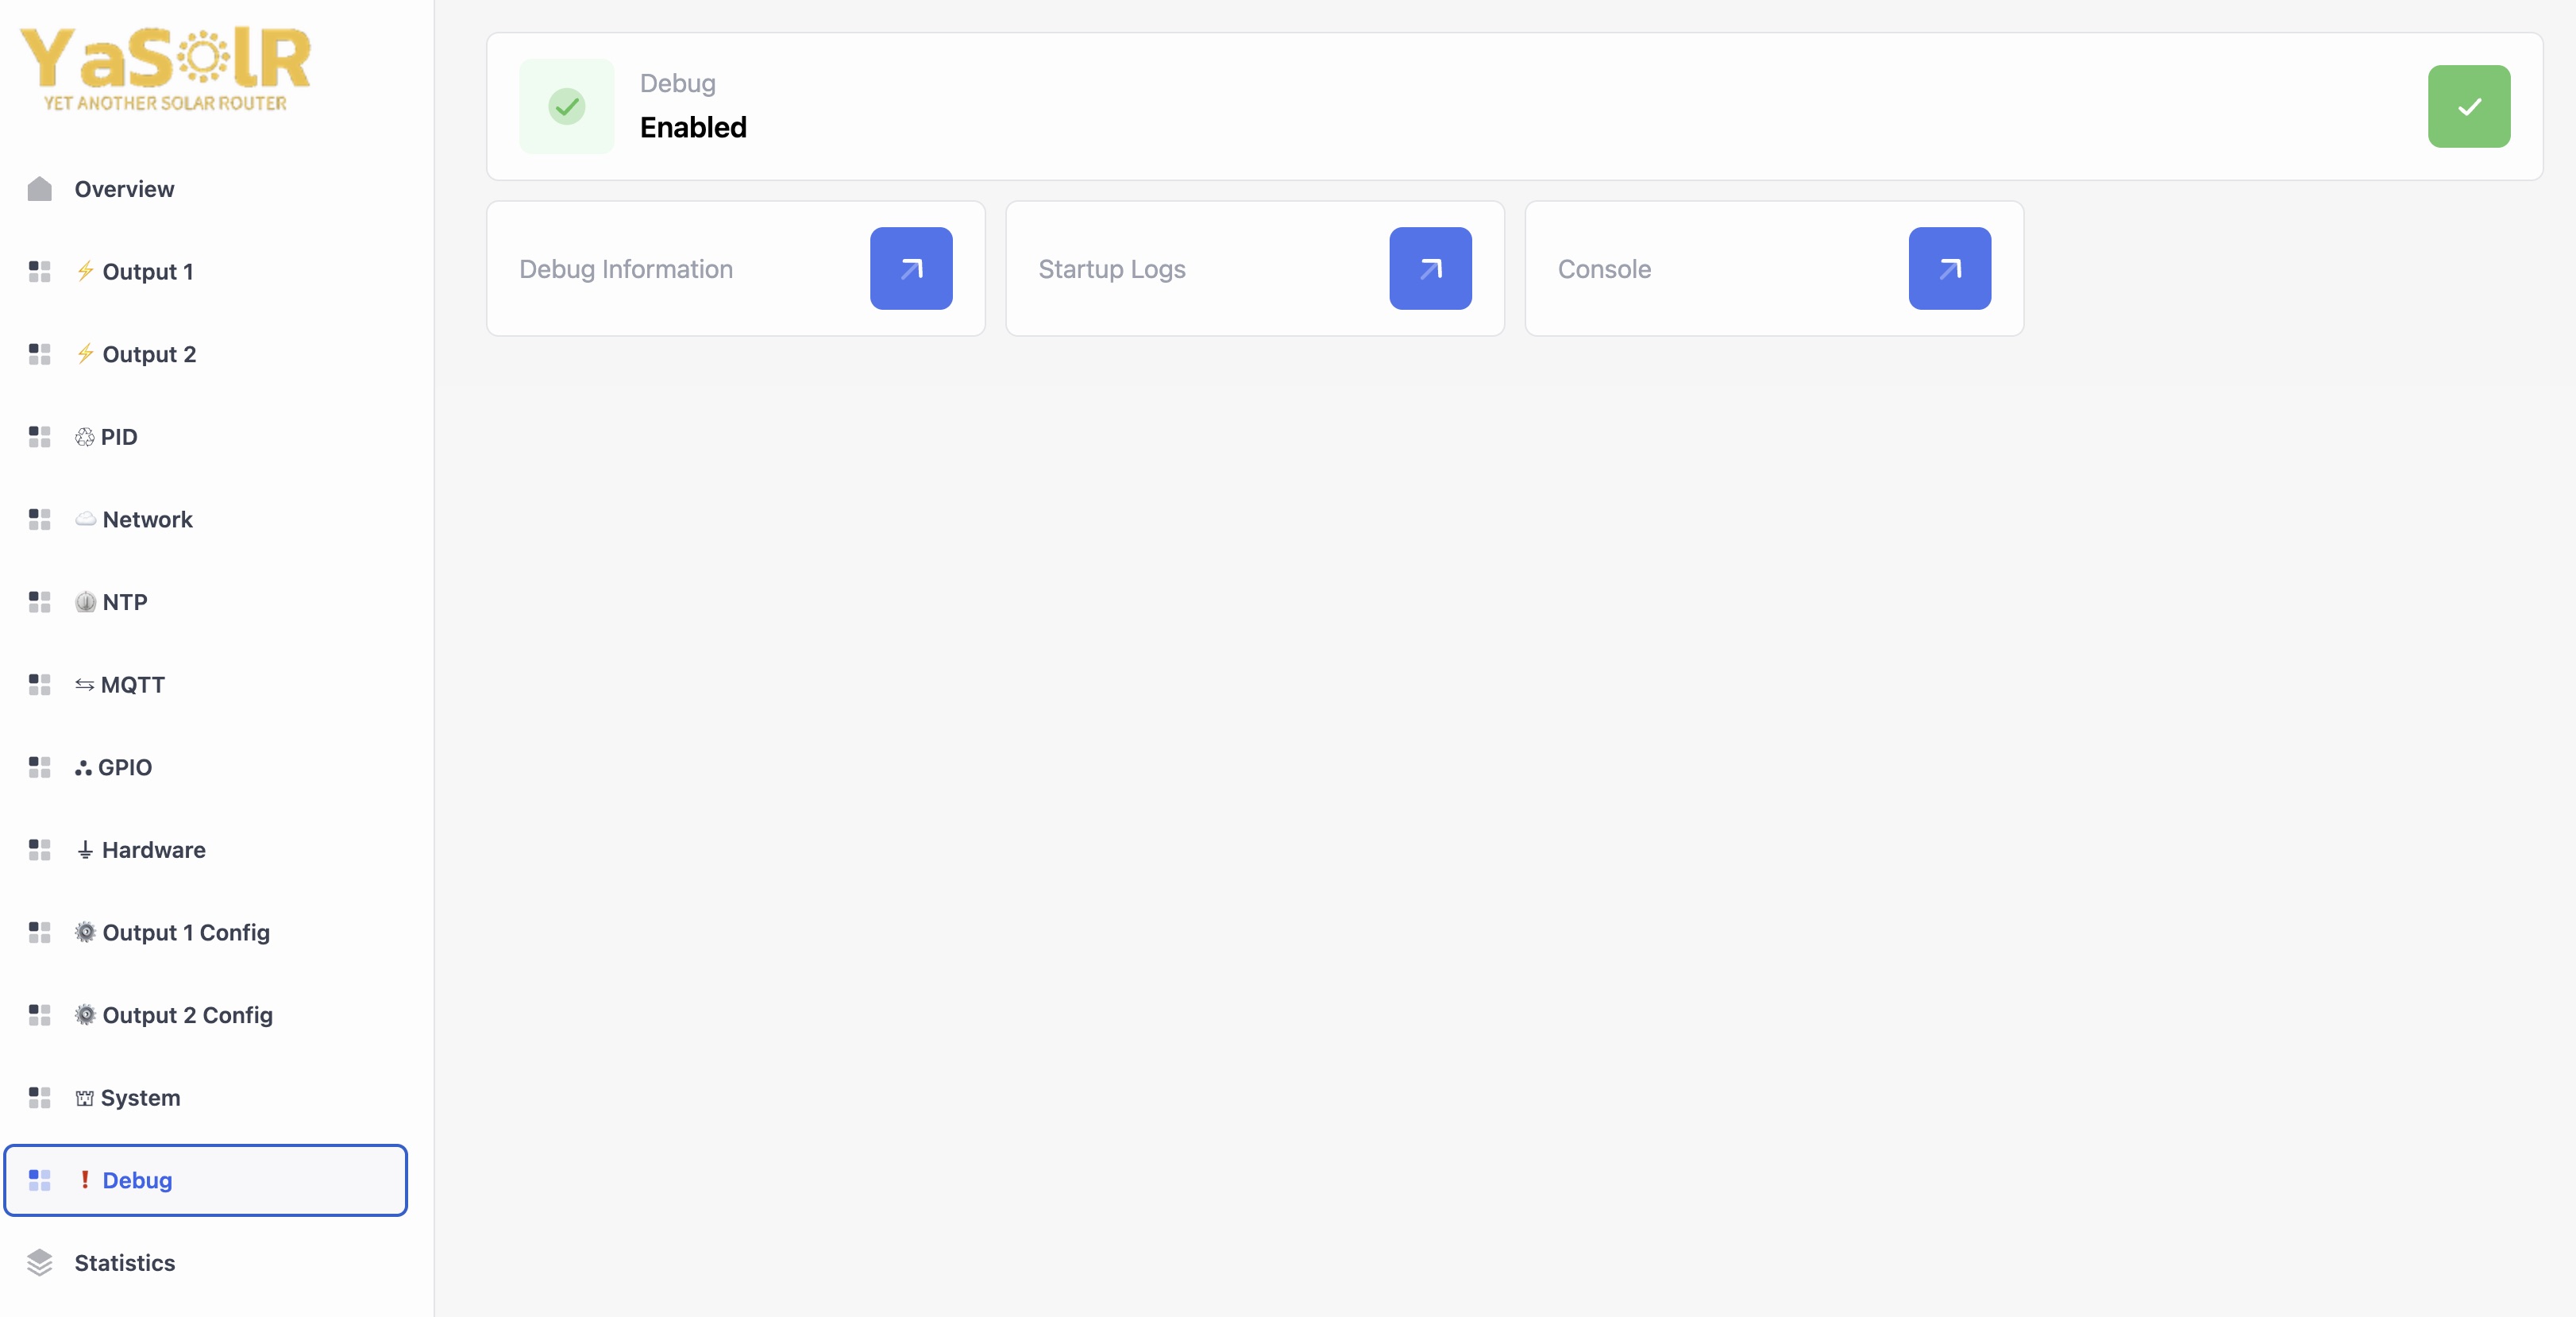 YaSolR
YET ANOTHER SOLAR ROUTER
Overview
⚡ Output 1
⚡ Output 2
♲ PID
☁️ Network
NTP
⇆ MQTT
⛬ GPIO
⏚ Hardware
⚙️ Output 1 Config
⚙️ Output 2 Config
⛫ System
❗ Debug
Statistics
Debug
Enabled
Debug Information
Startup Logs
Console